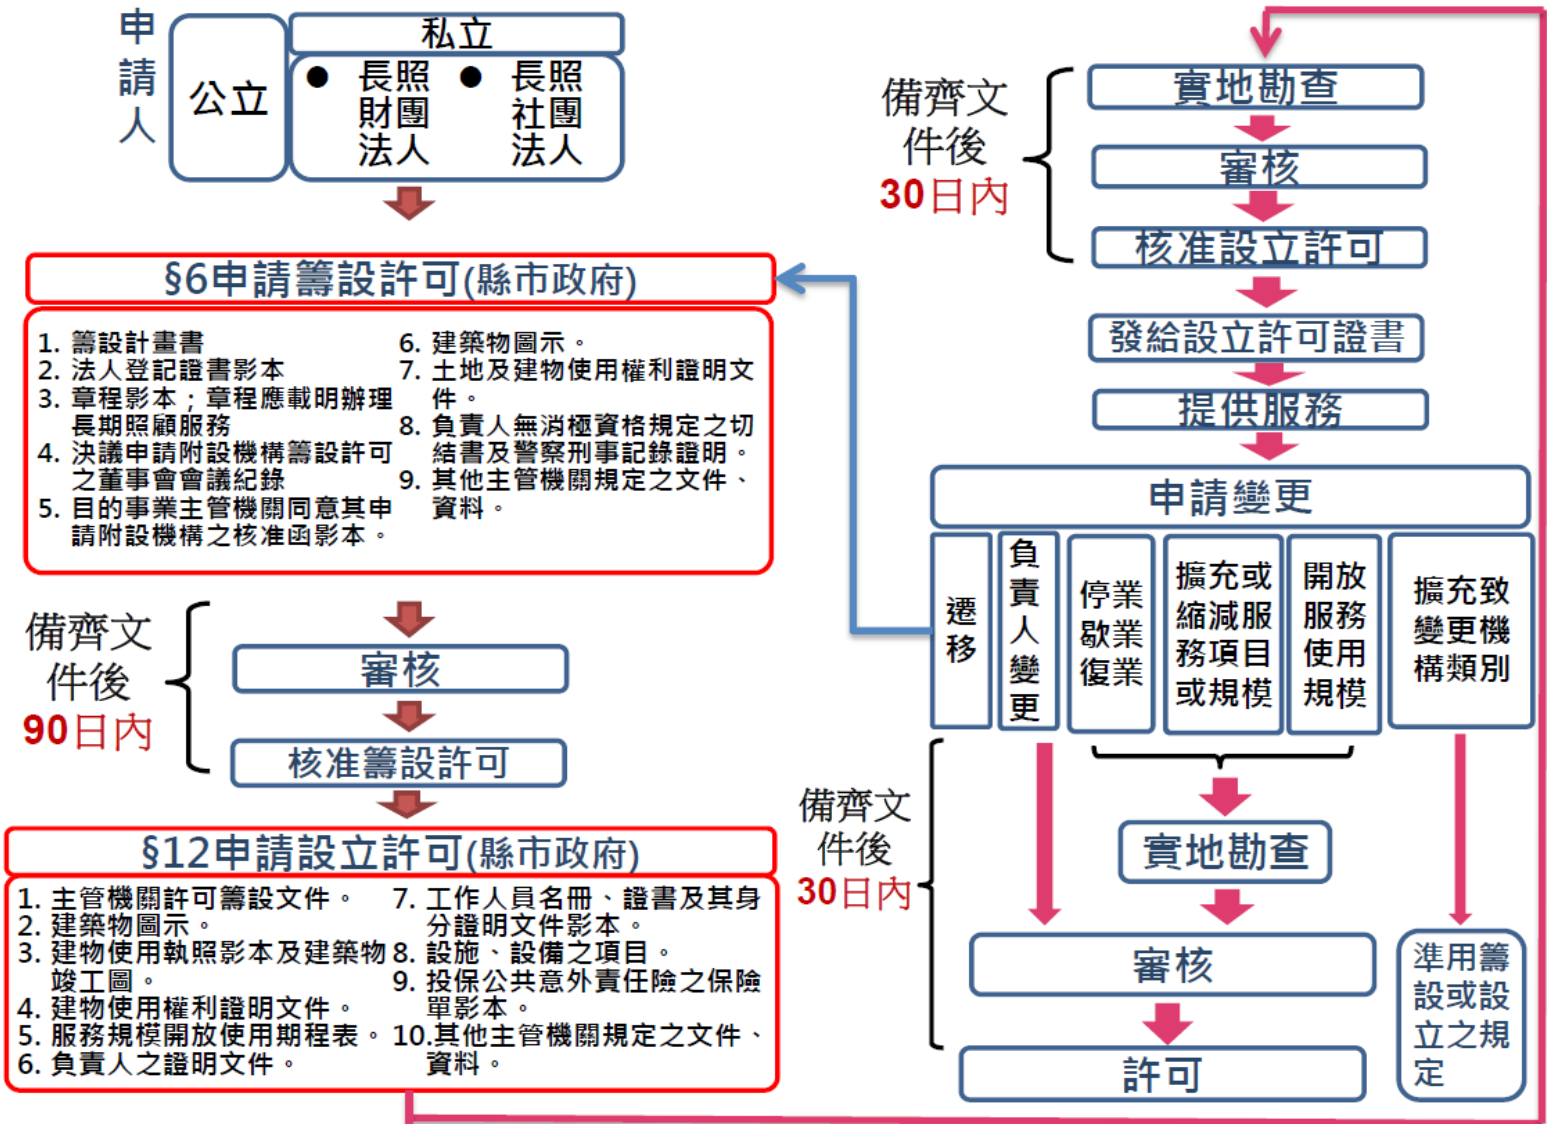 申
請
人
公立
私立
● 長照
財團
法人
● 長照
社團
法人
§6申請籌設許可(縣市政府)
1. 籌設計畫書
2. 法人登記證書影本
3. 章程影本；章程應載明辦理
長期照顧服務
4. 決議申請附設機構籌設許可
之董事會會議紀錄
5. 目的事業主管機關同意其申
請附設機構之核准函影本。
6. 建築物圖示。
7. 土地及建物使用權利證明文
件。
8. 負責人無消極資格規定之切
結書及警察刑事記錄證明。
9. 其他主管機關規定之文件、
資料。
備齊文
件後
90日內
審核
核准籌設許可
§12申請設立許可(縣市政府)
1. 主管機關許可籌設文件。
2. 建築物圖示。
3. 建物使用執照影本及建築物
竣工圖。
4. 建物使用權利證明文件。
5. 服務規模開放使用期程表。
6. 負責人之證明文件。
7. 工作人員名冊、證書及其身
分證明文件影本。
8. 設施、設備之項目。
9. 投保公共意外責任險之保險
單影本。
10.其他主管機關規定之文件、
資料。
備齊文
件後
30日內
實地勘查
審核
核准設立許可
發給設立許可證書
提供服務
申請變更
遷
移
負
責
人
變
更
停業
歇業
復業
擴充或
縮減服
務項目
或規模
開放
服務
使用
規模
擴充致
變更機
構類別
備齊文
件後
30日內
實地勘查
審核
許可
準用籌
設或設
立之規
定